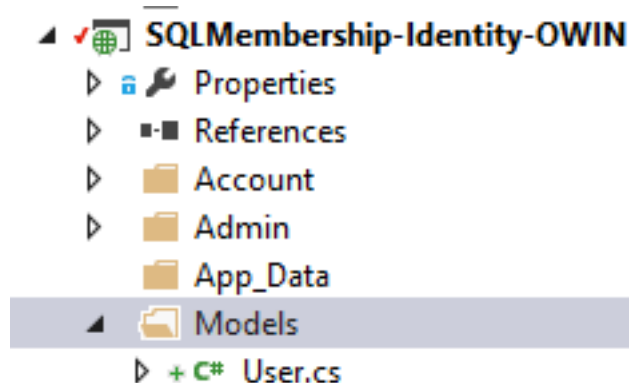 SQLMembership-Identity-OWIN
Properties
References
Account
Admin
App_Data
Models
C# User.cs